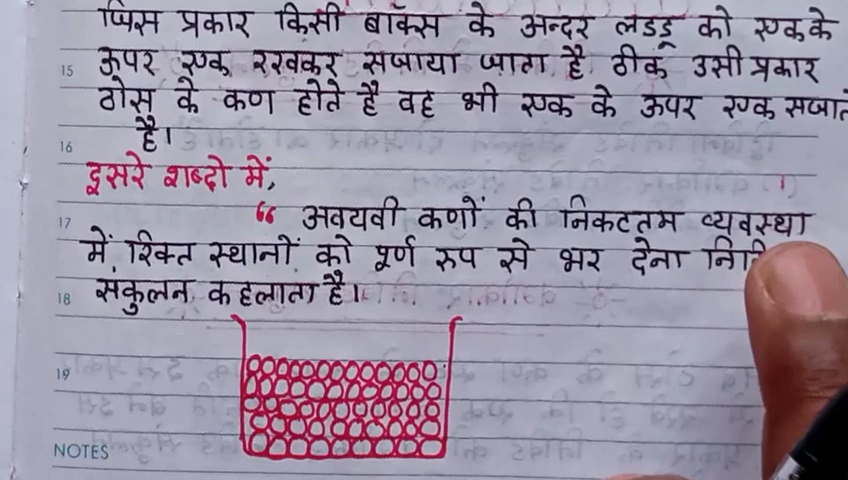 जिस प्रकार किसी बॉक्स के अन्दर लडडू को एक के
15 ऊपर एक रखकर सजाया जाता है ठीक उसी प्रकार
ठोस के कण होते है वह भी एक के ऊपर एक सजाते
है।
16
दुसरे शब्दो में,
17 “ अवयवी कणों की निकटतम व्यवस्था
में रिक्त स्थानों को पूर्ण रुप से भर देना
18 संकुलन कहलाता है।
19
NOTES